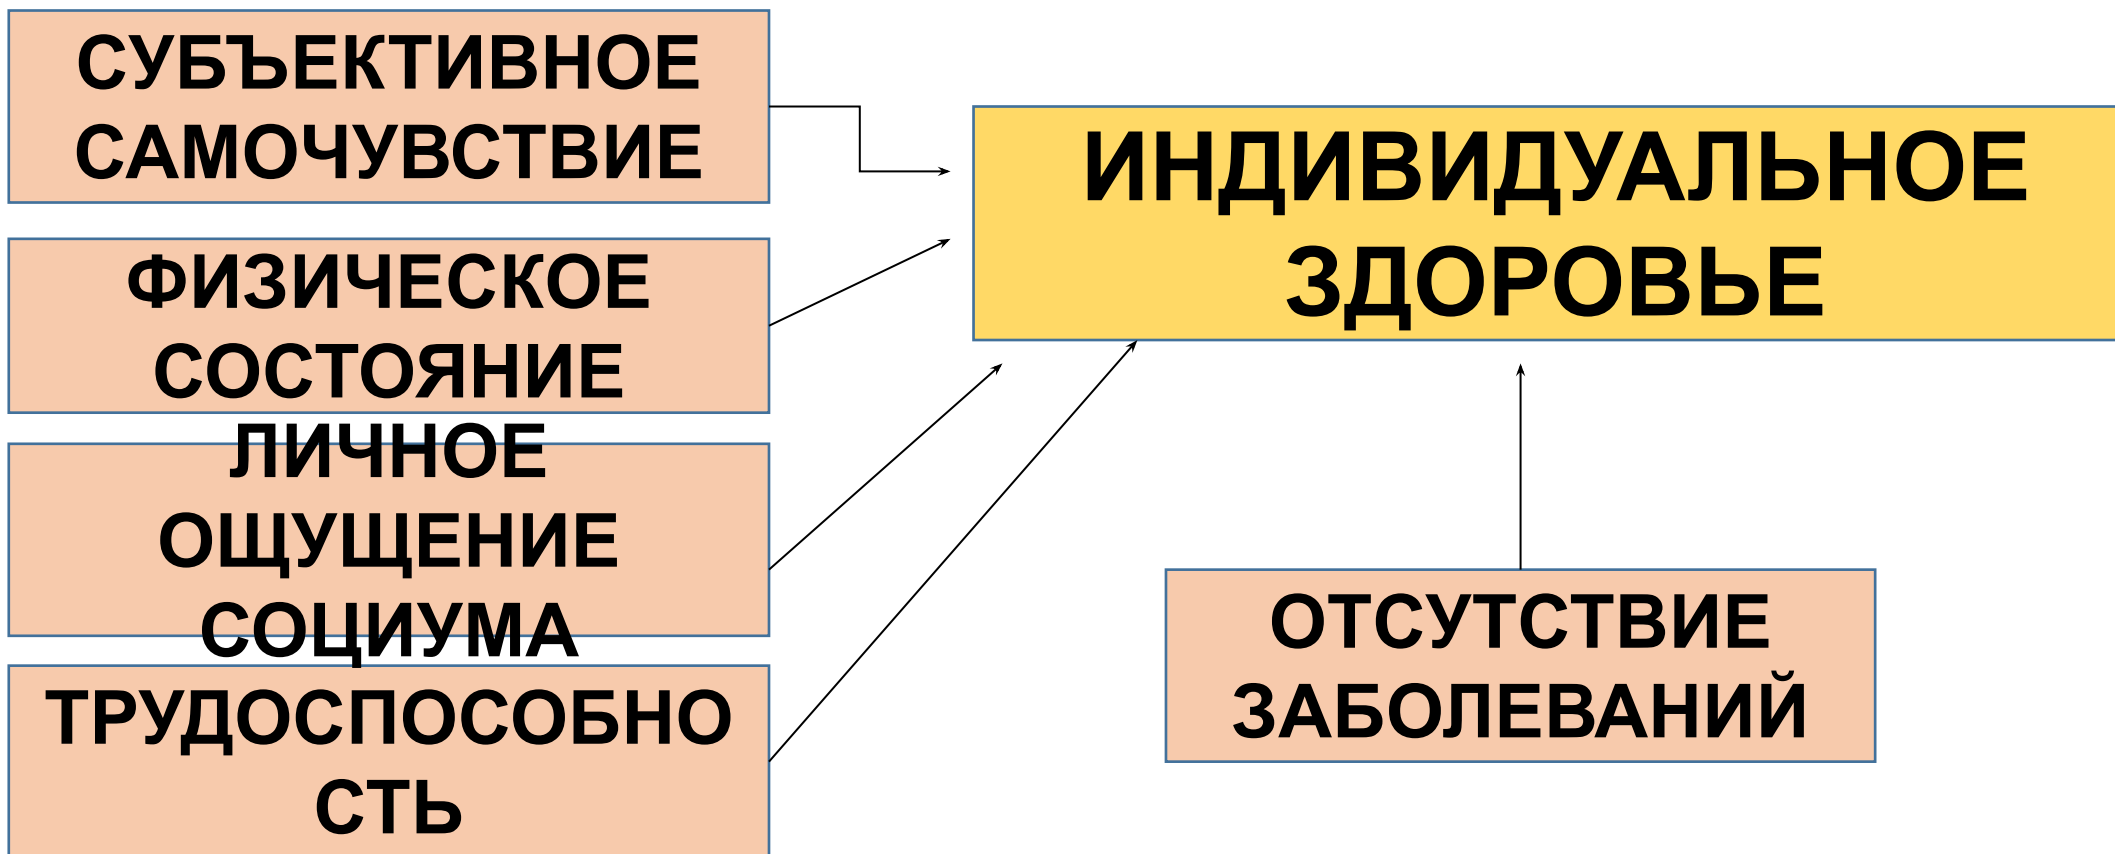 СУБЪЕКТИВНОЕ
САМОЧУВСТВИЕ
ФИЗИЧЕСКОЕ
СОСТОЯНИЕ
ЛИЧНОЕ
ОЩУЩЕНИЕ
СОЦИУМА
ТРУДОСПОСОБНО
СТЬ
ИНДИВИДУАЛЬНОЕ
ЗДОРОВЬЕ
ОТСУТСТВИЕ
ЗАБОЛЕВАНИЙ